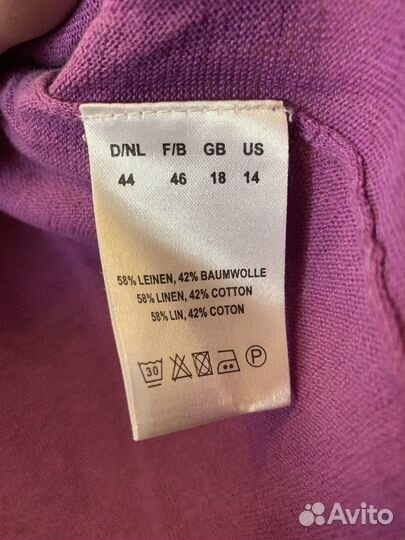 D/NL F/B GB US
44 46 18 14
58% LEINEN, 42% BAUMWOLLE
58% LINEN, 42% COTTON
58% LIN, 42% COTON
30 P
Avito